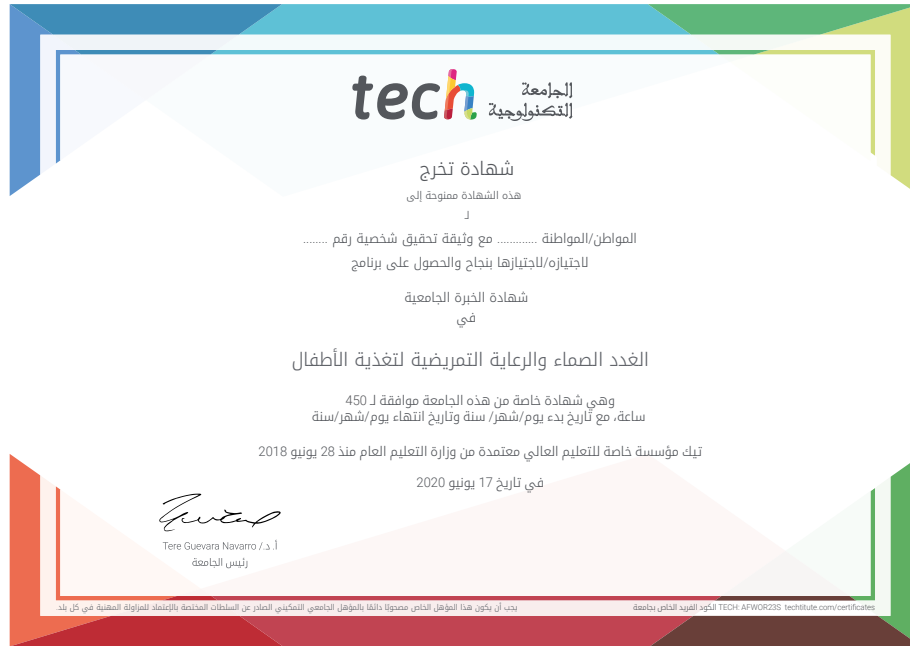 tech الجامعة
التكنولوجية
شهادة تخرج
هذه الشهادة ممنوحة إلى
لـ
المواطن/المواطنة ............ مع وثيقة تحقيق شخصية رقم ........
لاجتيازه/لاجتيازها بنجاح والحصول على برنامج
شهادة الخبرة الجامعية
في
الغدد الصماء والرعاية التمريضية لتغذية الأطفال
وهي شهادة خاصة من هذه الجامعة موافقة لـ 450
ساعة، مع تاريخ بدء يوم/شهر/ سنة وتاريخ انتهاء يوم/شهر/سنة
تيك مؤسسة خاصة للتعليم العالي معتمدة من وزارة التعليم العام منذ 28 يونيو 2018
في تاريخ 17 يونيو 2020
أ. د./ Tere Guevara Navarro
رئيس الجامعة
يجب أن يكون هذا المؤهل الخاص مصحوبًا دائمًا بالمؤهل الجامعي التمكيني الصادر عن السلطات المختصة بالإعتماد للمزاولة المهنية في كل بلد.
الكود الفريد الخاص بجامعة TECH: AFWOR23S techtitute.com/certificates